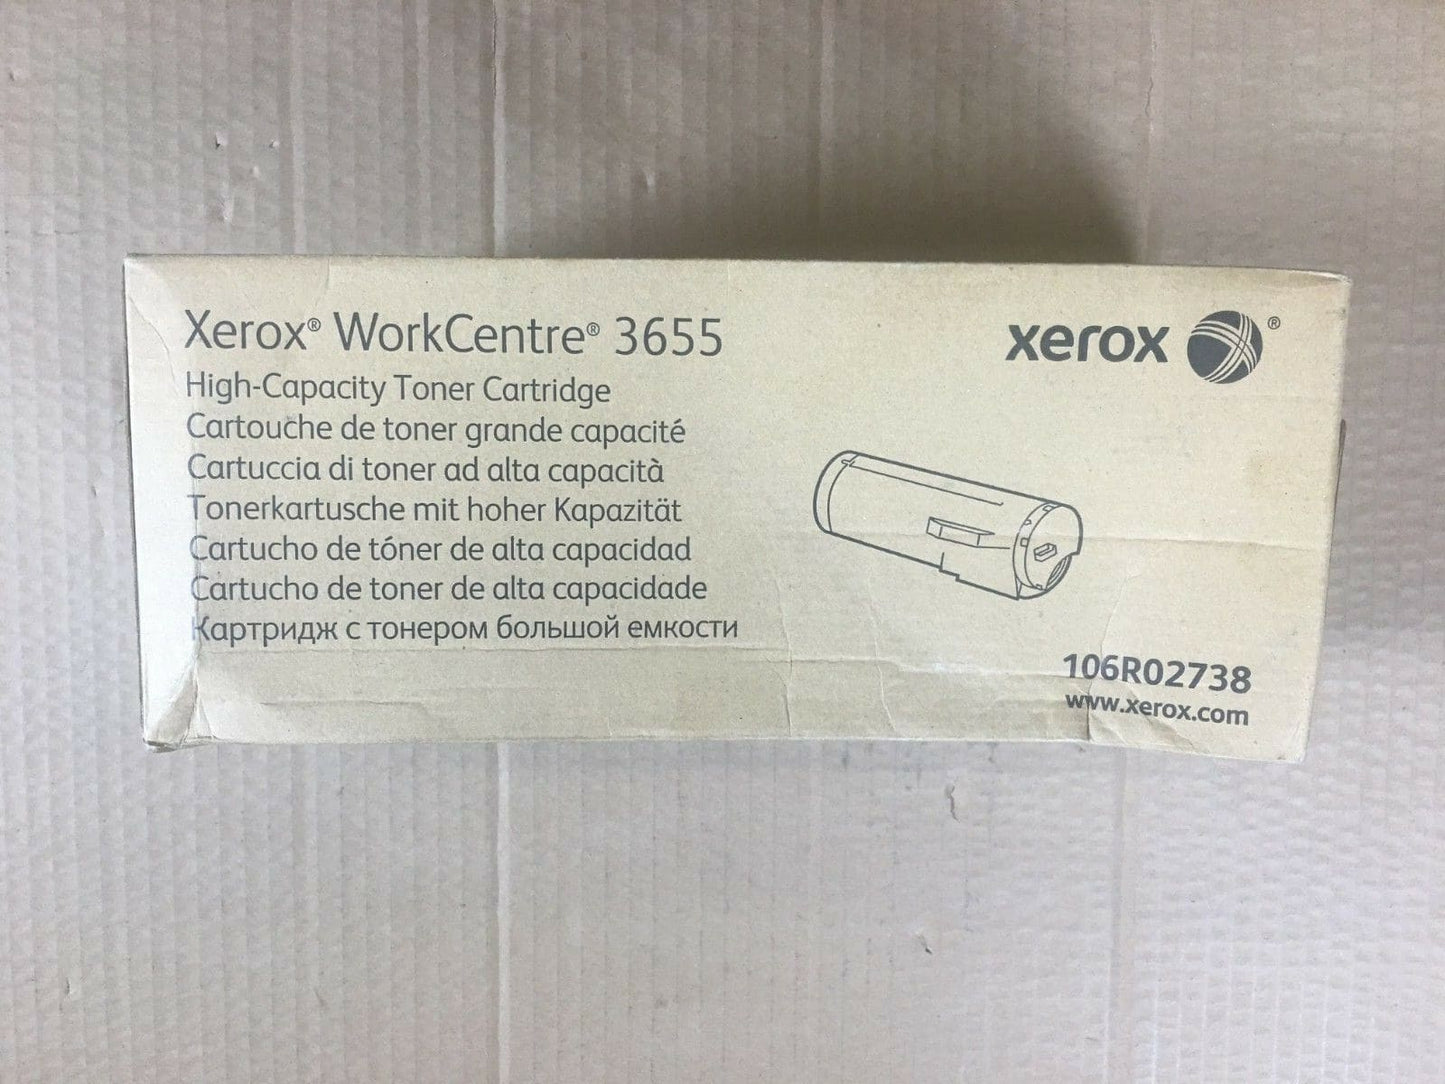 Xerox® WorkCentre® 3655
High-Capacity Toner Cartridge
Cartouche de toner grande capacité
Cartuccia di toner ad alta capacità
Tonerkartusche mit hoher Kapazität
Cartucho de tóner de alta capacidad
Cartucho de toner de alta capacidade
Картридж с тонером большой емкости
xerox ®
106R02738
www.xerox.com